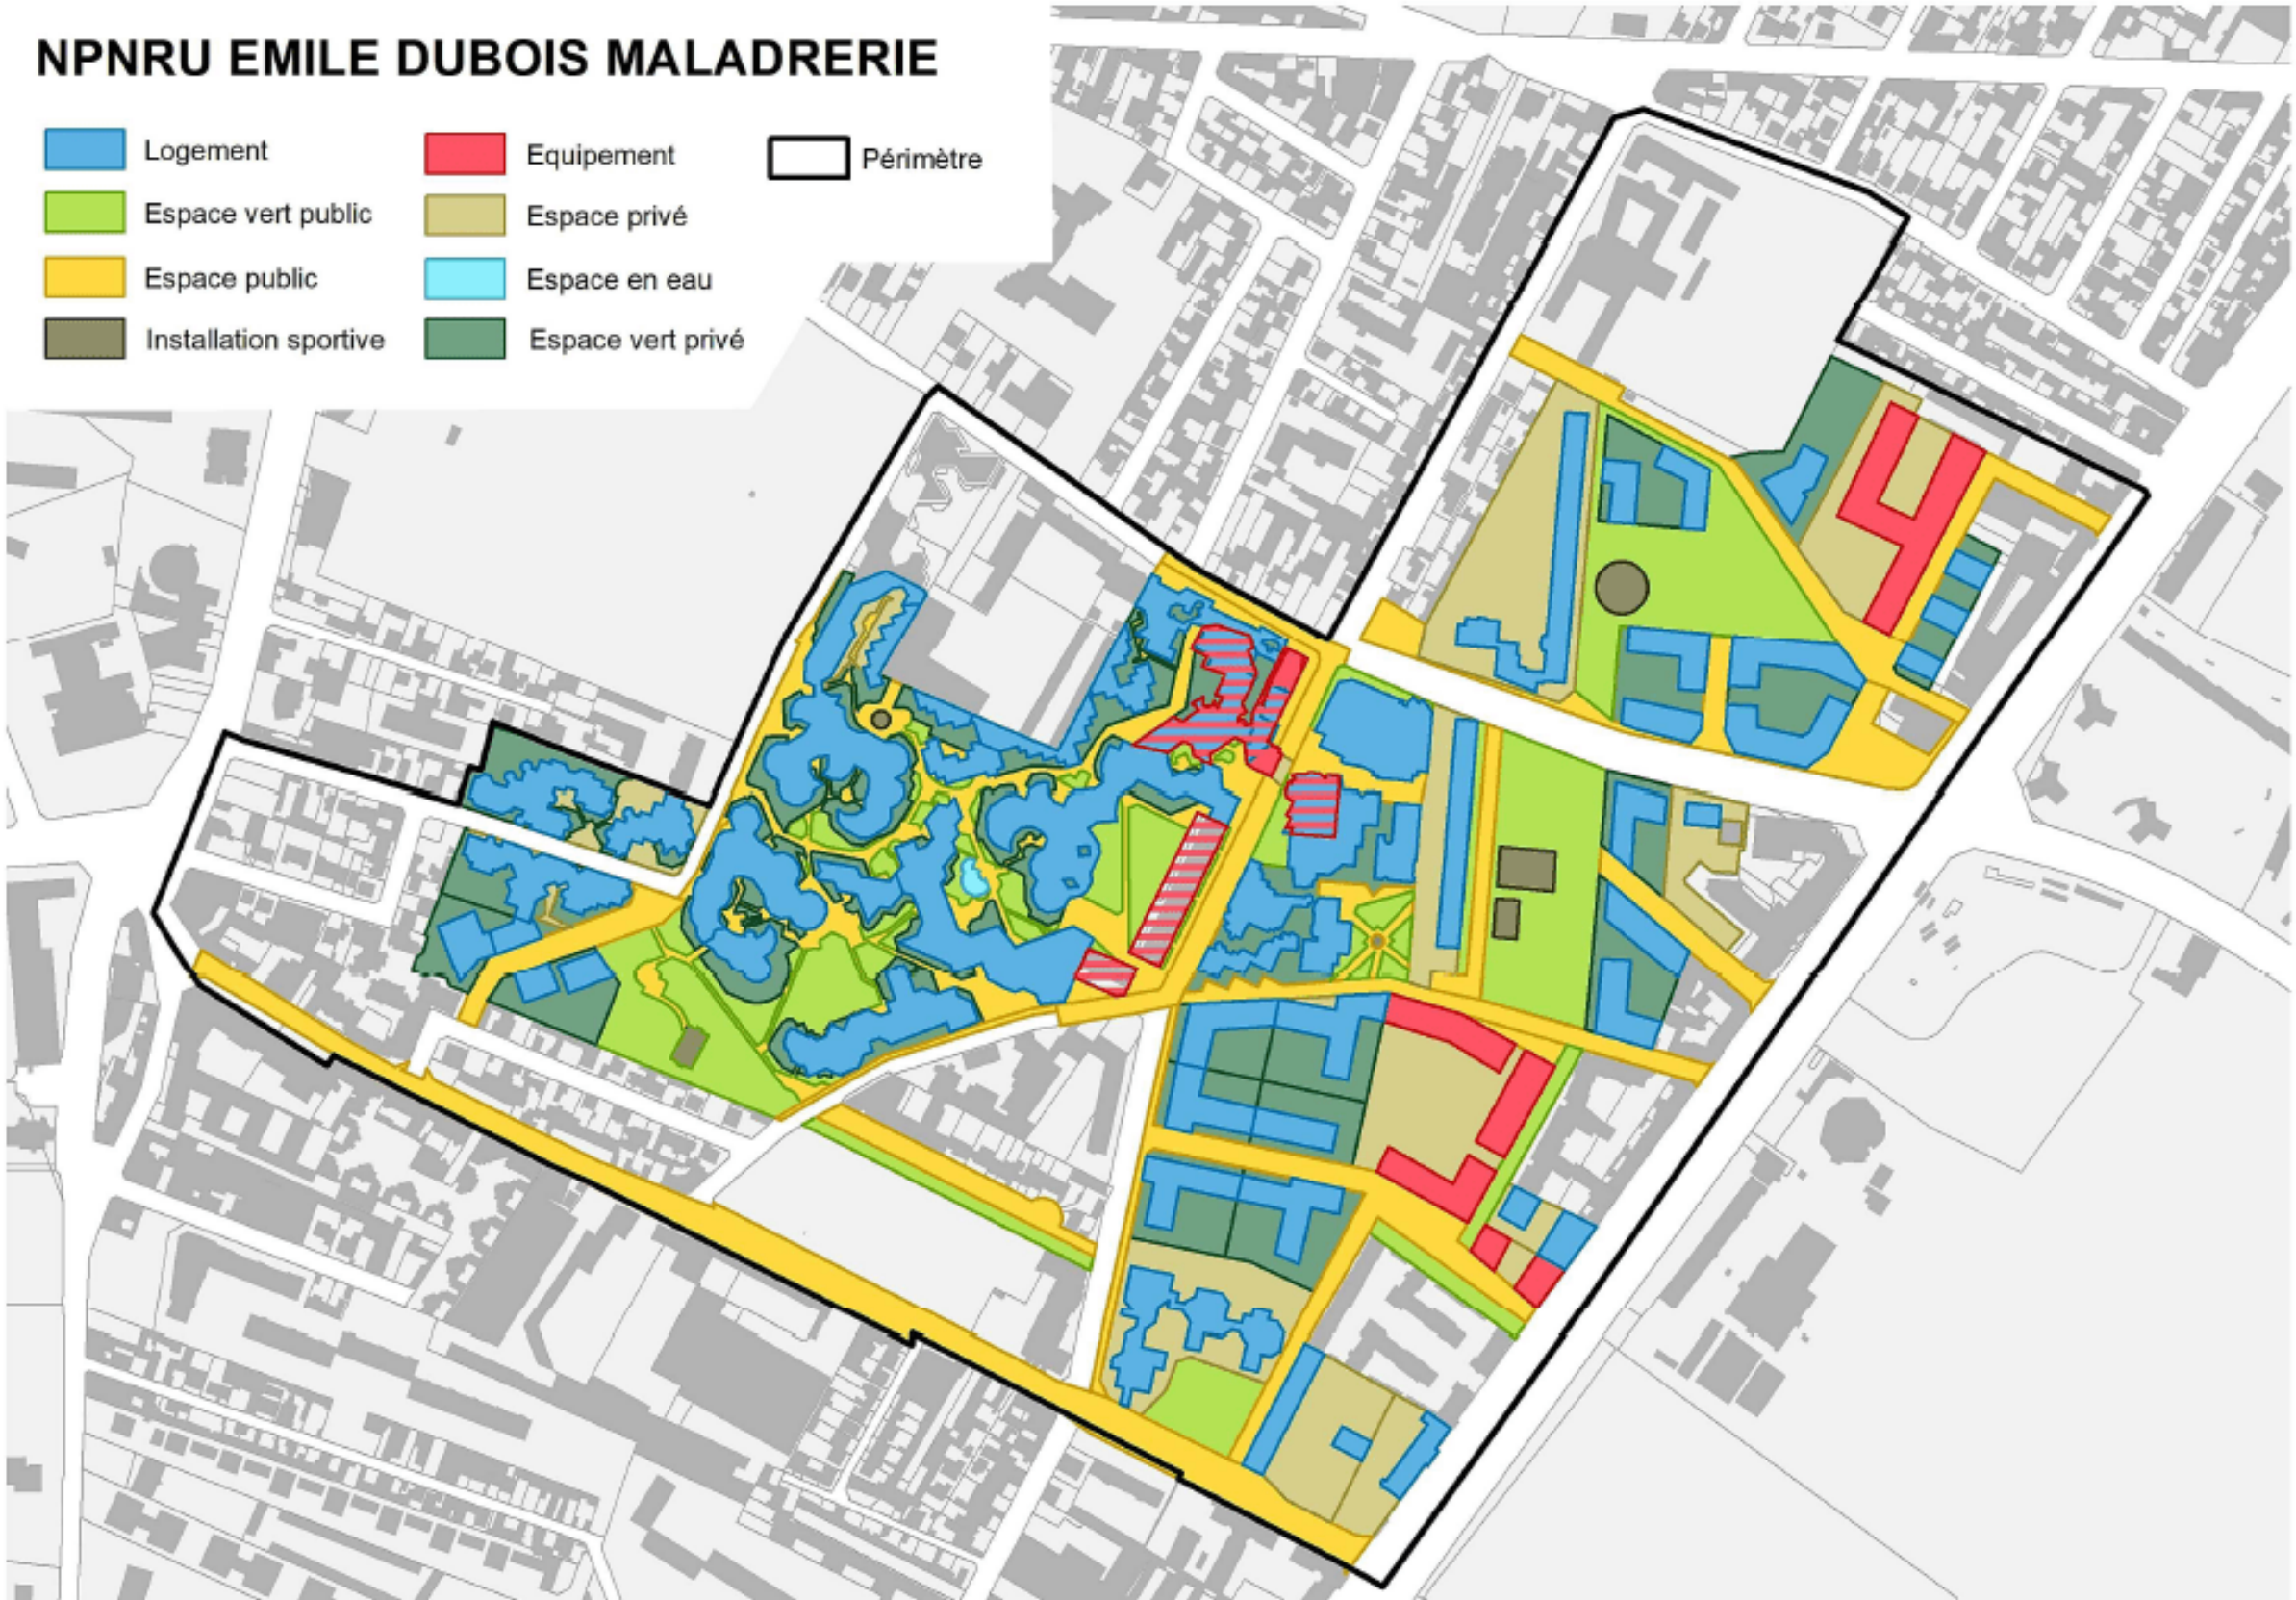 NPNRU EMILE DUBOIS MALADRERIE
Logement
Equipement
Périmètre
Espace vert public
Espace privé
Espace public
Espace en eau
Installation sportive
Espace vert privé